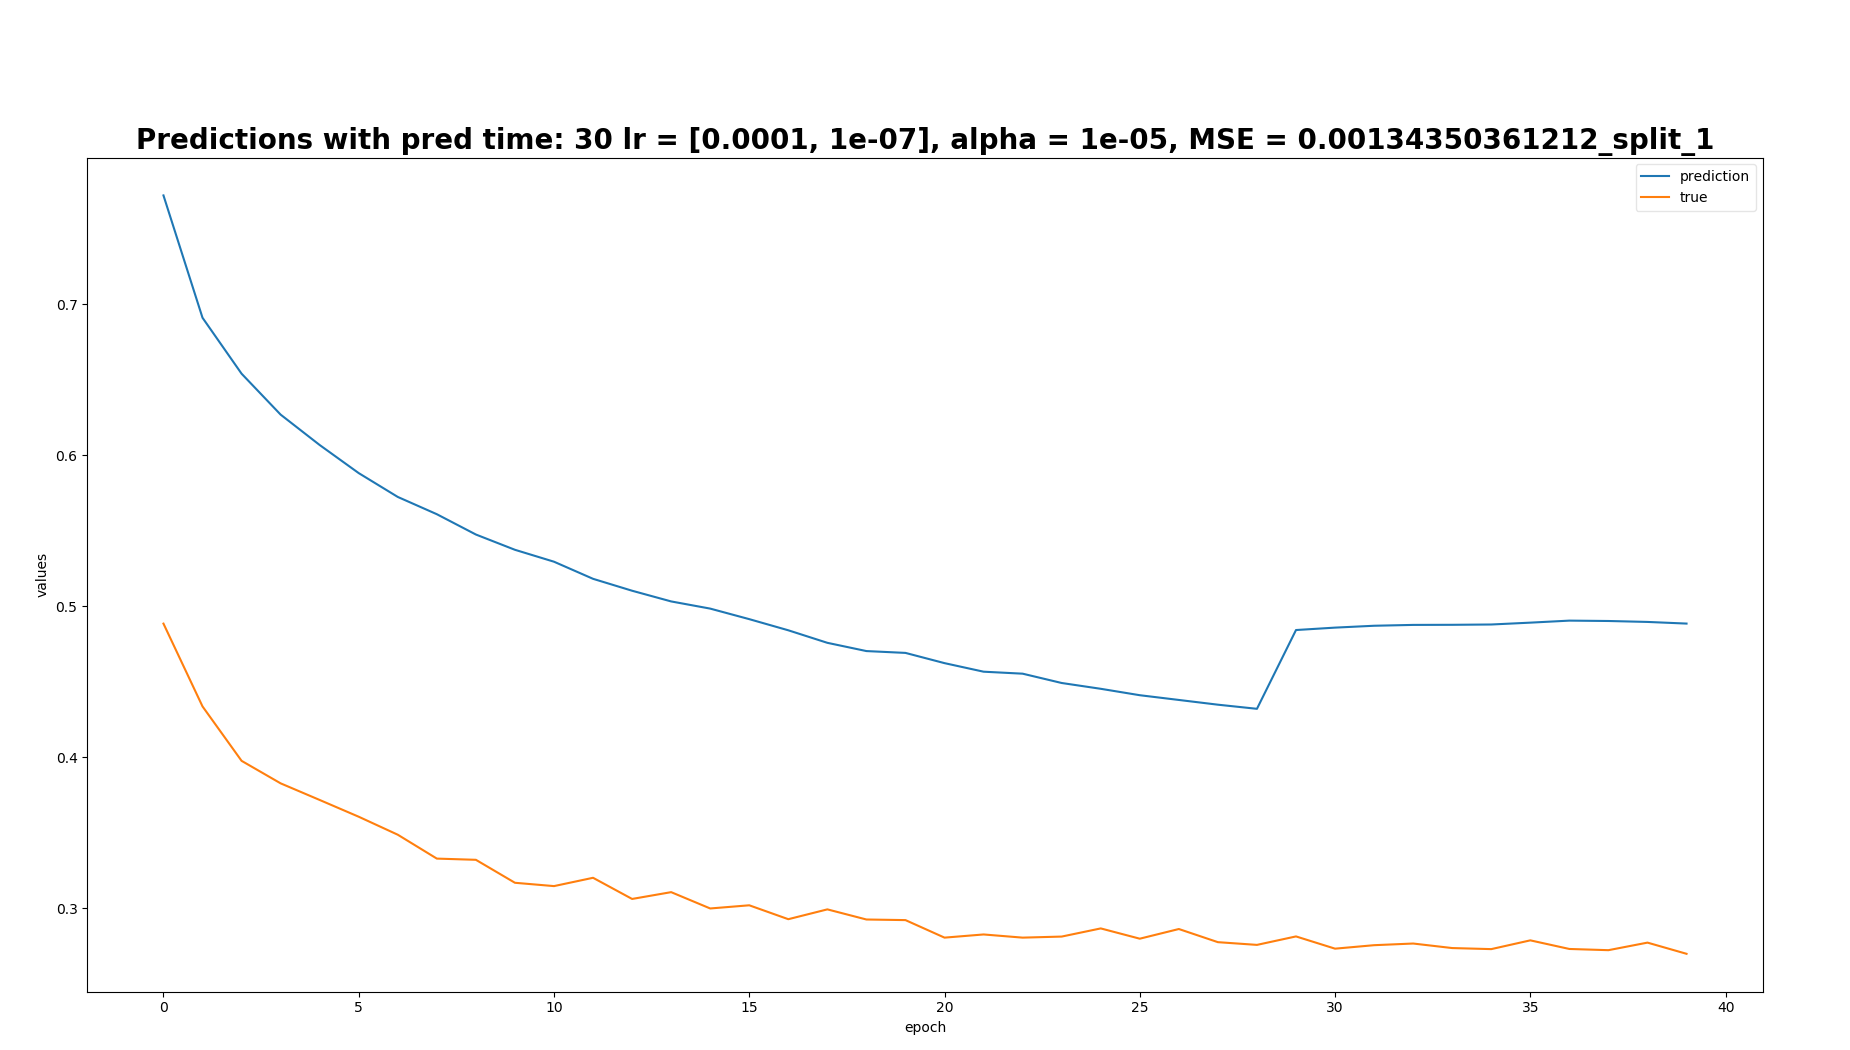 Predictions with pred time: 30 lr = [0.0001, 1e-07], alpha = 1e-05, MSE = 0.00134350361212_split_1
prediction
true
values
0.7
0.6
0.5
0.4
0.3
0 5 10 15 20 25 30 35 40
epoch